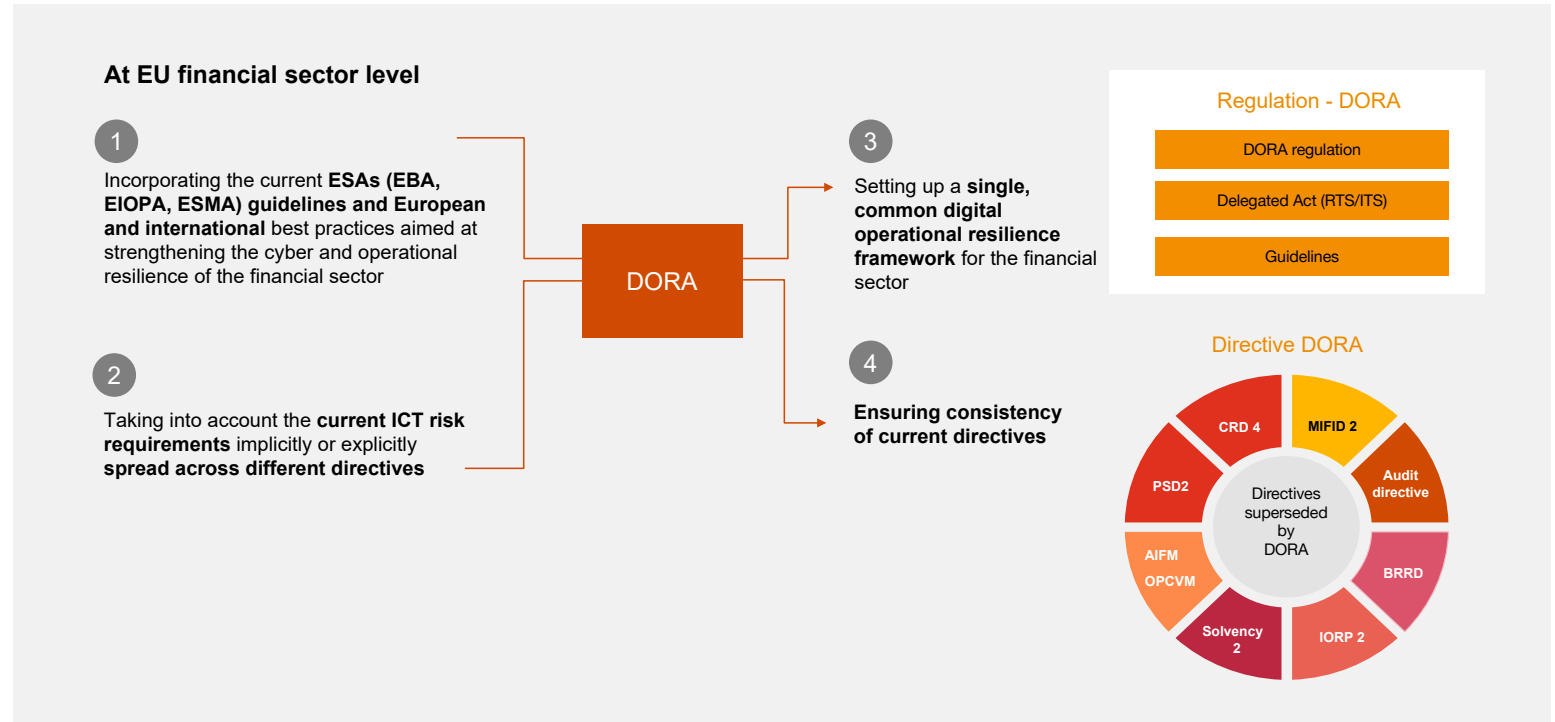 At EU financial sector level
1
Incorporating the current ESAs (EBA,
EIOPA, ESMA) guidelines and European
and international best practices aimed at
strengthening the cyber and operational
resilience of the financial sector
2
Taking into account the current ICT risk
requirements implicitly or explicitly
spread across different directives
DORA
3
Setting up a single,
common digital
operational resilience
framework for the financial
sector
4
Ensuring consistency
of current directives
Regulation - DORA
DORA regulation
Delegated Act (RTS/ITS)
Guidelines
Directive DORA
CRD 4
MIFID 2
Audit
directive
BRRD
IORP 2
Solvency
2
AIFM
OPCVM
PSD2
Directives
superseded
by
DORA